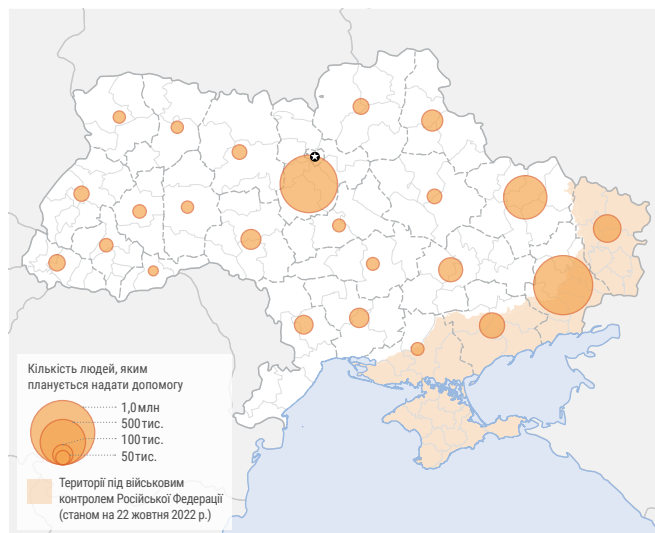 Кількість людей, яким
планується надати допомогу
1,0 млн
500 тис.
100 тис.
50 тис.
Території під військовим
контролем Російської Федерації
(станом на 22 жовтня 2022 р.)